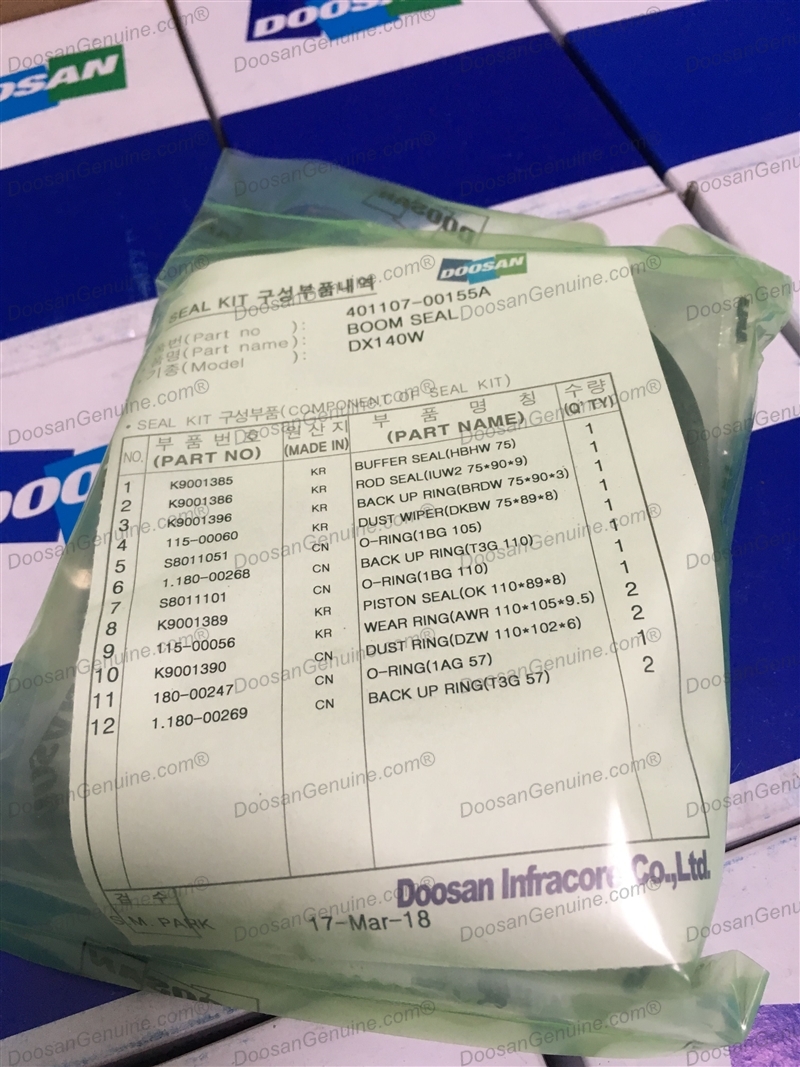 DOOSAN
DOOSAN
DOOSAN
DOOSAN
SEAL KIT 구성부품내역
번(Part no ): 401107-00155A
품명(Part name): BOOM SEAL
기종(Model ): DX140W
* SEAL KIT 구성부품(COMPONENT OF SEAL KIT)
NO. 부품번호 (PART NO) 원산지 (MADE IN) 부품명칭 (PART NAME) 수량 (Q'TY)
1 K9001385 KR BUFFER SEAL(HBHW 75) 1
2 K9001386 KR ROD SEAL(IUW2 75*90*9) 1
3 K9001396 KR BACK UP RING(BRDW 75*90*3) 1
4 115-00060 KR DUST WIPER(DKBW 75*89*8) 1
5 S8011051 CN O-RING(1BG 105) 1
6 1.180-00268 CN BACK UP RING(T3G 110) 1
7 S8011101 CN O-RING(1BG 110) 1
8 K9001389 KR PISTON SEAL(OK 110*89*8) 1
9 115-00056 KR WEAR RING(AWR 110*105*9.5) 2
10 K9001390 CN DUST RING(DZW 110*102*6) 2
11 180-00247 CN O-RING(1AG 57) 1
12 1.180-00269 CN BACK UP RING(T3G 57) 2
검 수
S.M. PARK
17-Mar-18
Doosan Infracore Co.,Ltd.
DoosanGenuine.com®